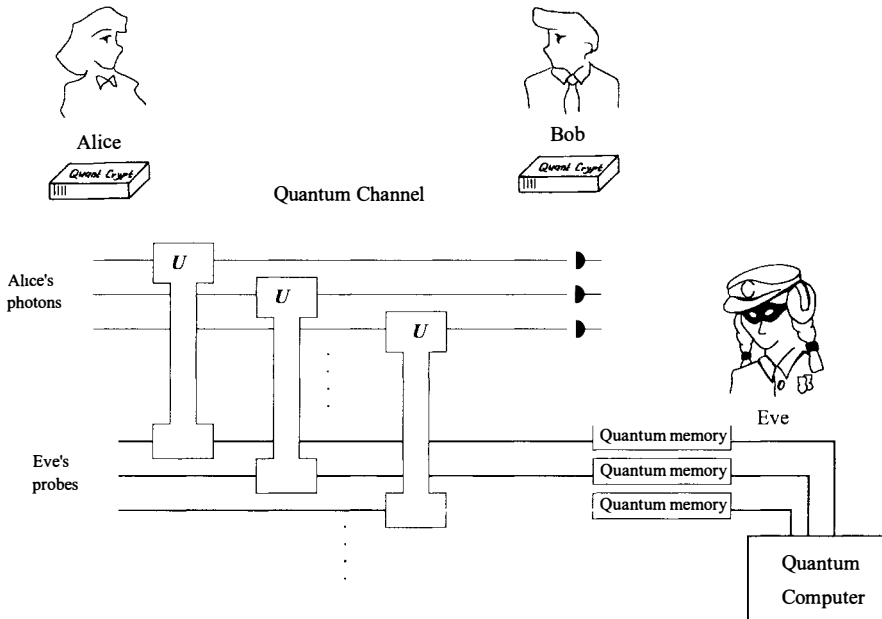 Alice
Bob
Quant Crypt
Quant Crypt
Quantum Channel
U
Alice's
photons
U
U
Eve
Eve's
probes
Quantum memory
Quantum memory
Quantum memory
Quantum
Computer